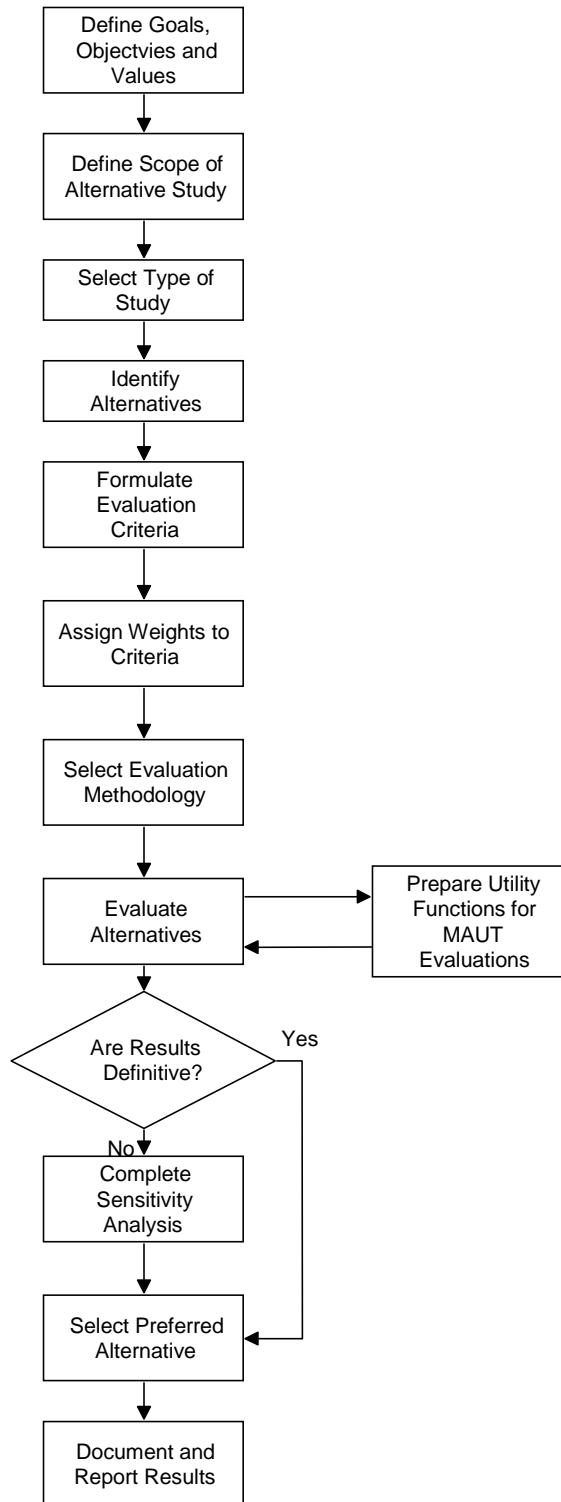 Define Goals,
Objectvies and
Values
Define Scope of
Alternative Study
Select Type of
Study
Identify
Alternatives
Formulate
Evaluation
Criteria
Assign Weights to
Criteria
Select Evaluation
Methodology
Evaluate
Alternatives
Prepare Utility
Functions for
MAUT
Evaluations
Are Results
Definitive?
Yes
No
Complete
Sensitivity
Analysis
Select Preferred
Alternative
Document and
Report Results